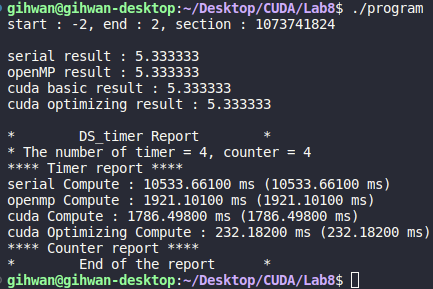 gihwan@gihwan-desktop:~/Desktop/CUDA/Lab8$ ./program
start : -2, end : 2, section : 1073741824

serial result : 5.333333
openMP result : 5.333333
cuda basic result : 5.333333
cuda optimizing result : 5.333333

*        DS_timer Report        *
* The number of timer = 4, counter = 4
**** Timer report ****
serial Compute : 10533.66100 ms (10533.66100 ms)
openmp Compute : 1921.10100 ms (1921.10100 ms)
cuda Compute : 1786.49800 ms (1786.49800 ms)
cuda Optimizing Compute : 232.18200 ms (232.18200 ms)
**** Counter report ****
*        End of the report      *
gihwan@gihwan-desktop:~/Desktop/CUDA/Lab8$